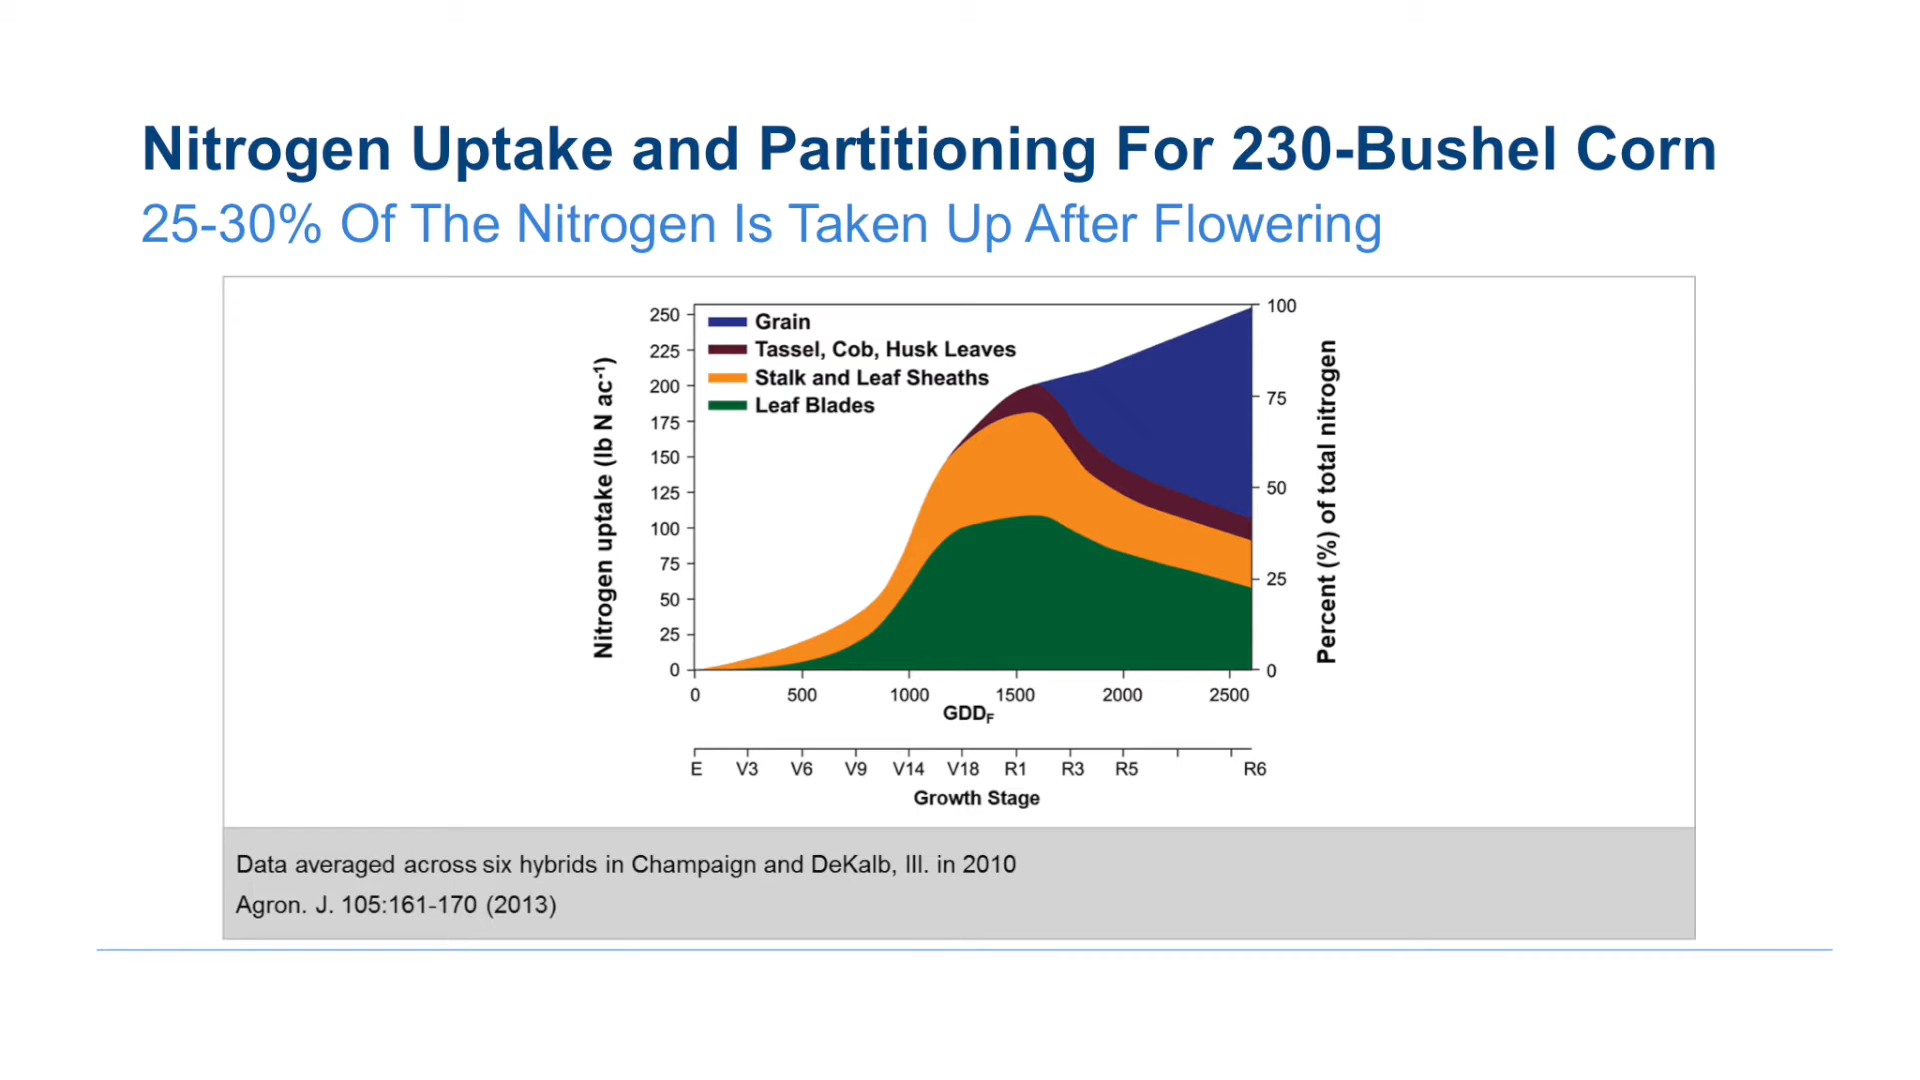 Nitrogen Uptake and Partitioning For 230-Bushel Corn
25-30% Of The Nitrogen Is Taken Up After Flowering
Nitrogen uptake (lb N ac⁻¹)
250
225
200
175
150
125
100
75
50
25
0
Grain
Tassel, Cob, Husk Leaves
Stalk and Leaf Sheaths
Leaf Blades
100
75
50
25
0
Percent (%) of total nitrogen
0 500 1000 1500 2000 2500
GDD_F
E V3 V6 V9 V14 V18 R1 R3 R5 R6
Growth Stage
Data averaged across six hybrids in Champaign and DeKalb, Ill. in 2010
Agron. J. 105:161-170 (2013)